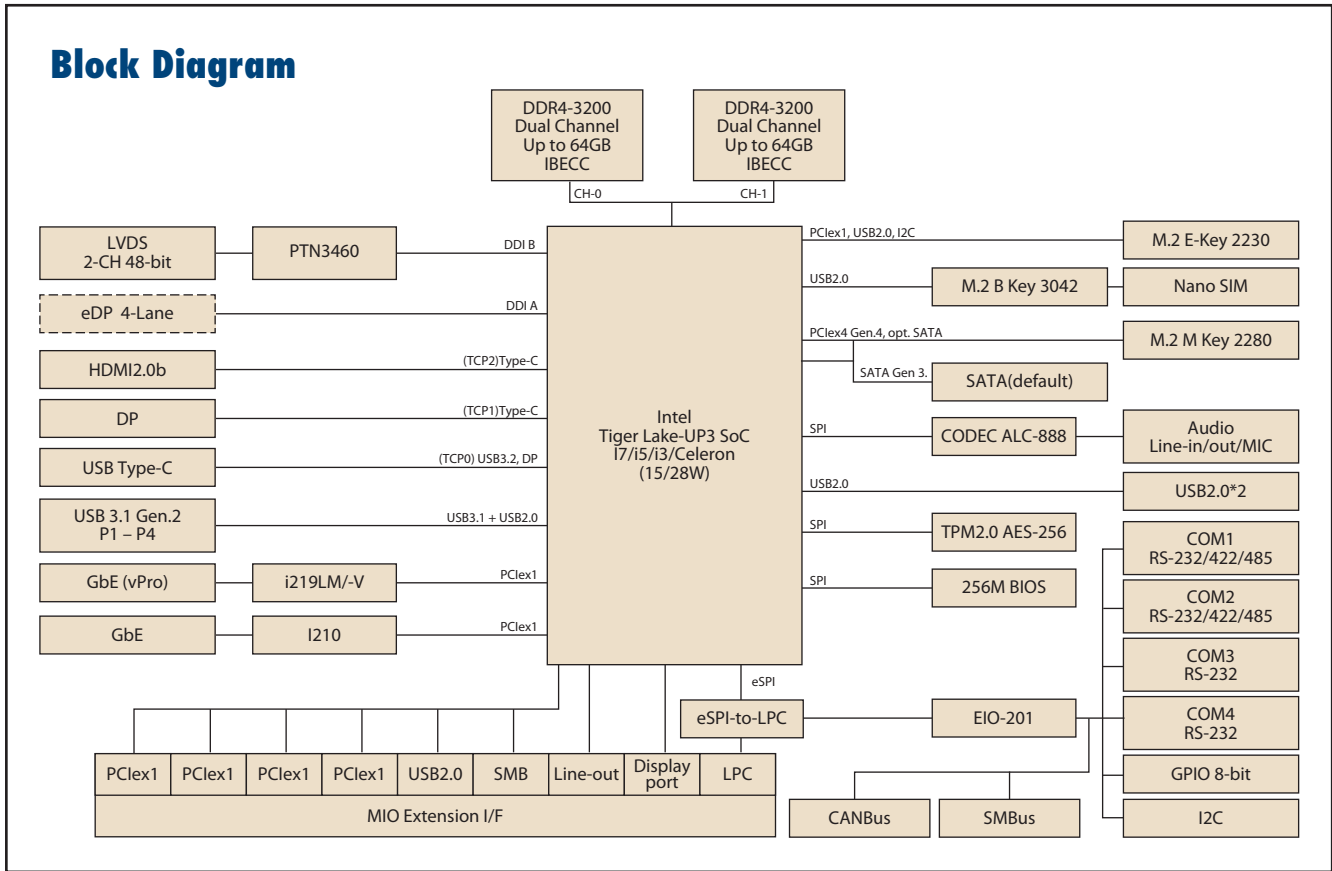 Block Diagram
DDR4-3200
Dual Channel
Up to 64GB
IBECC
DDR4-3200
Dual Channel
Up to 64GB
IBECC
CH-0
CH-1
LVDS
2-CH 48-bit
PTN3460
DDI B
eDP 4-Lane
DDI A
HDMI2.0b
(TCP2)Type-C
DP
(TCP1)Type-C
USB Type-C
(TCP0) USB3.2, DP
USB 3.1 Gen.2
P1 – P4
USB3.1 + USB2.0
GbE (vPro)
i219LM/-V
PCIex1
GbE
I210
PCIex1
Intel
Tiger Lake-UP3 SoC
I7/i5/i3/Celeron
(15/28W)
PCIex1, USB2.0, I2C
M.2 E-Key 2230
USB2.0
M.2 B Key 3042
Nano SIM
PCIex4 Gen.4, opt. SATA
M.2 M Key 2280
SATA Gen 3.
SATA(default)
SPI
CODEC ALC-888
Audio
Line-in/out/MIC
USB2.0
USB2.0*2
SPI
TPM2.0 AES-256
SPI
256M BIOS
COM1
RS-232/422/485
COM2
RS-232/422/485
COM3
RS-232
COM4
RS-232
GPIO 8-bit
I2C
eSPI
eSPI-to-LPC
EIO-201
CANBus
SMBus
PCIex1
PCIex1
PCIex1
PCIex1
USB2.0
SMB
Line-out
Display
port
LPC
MIO Extension I/F